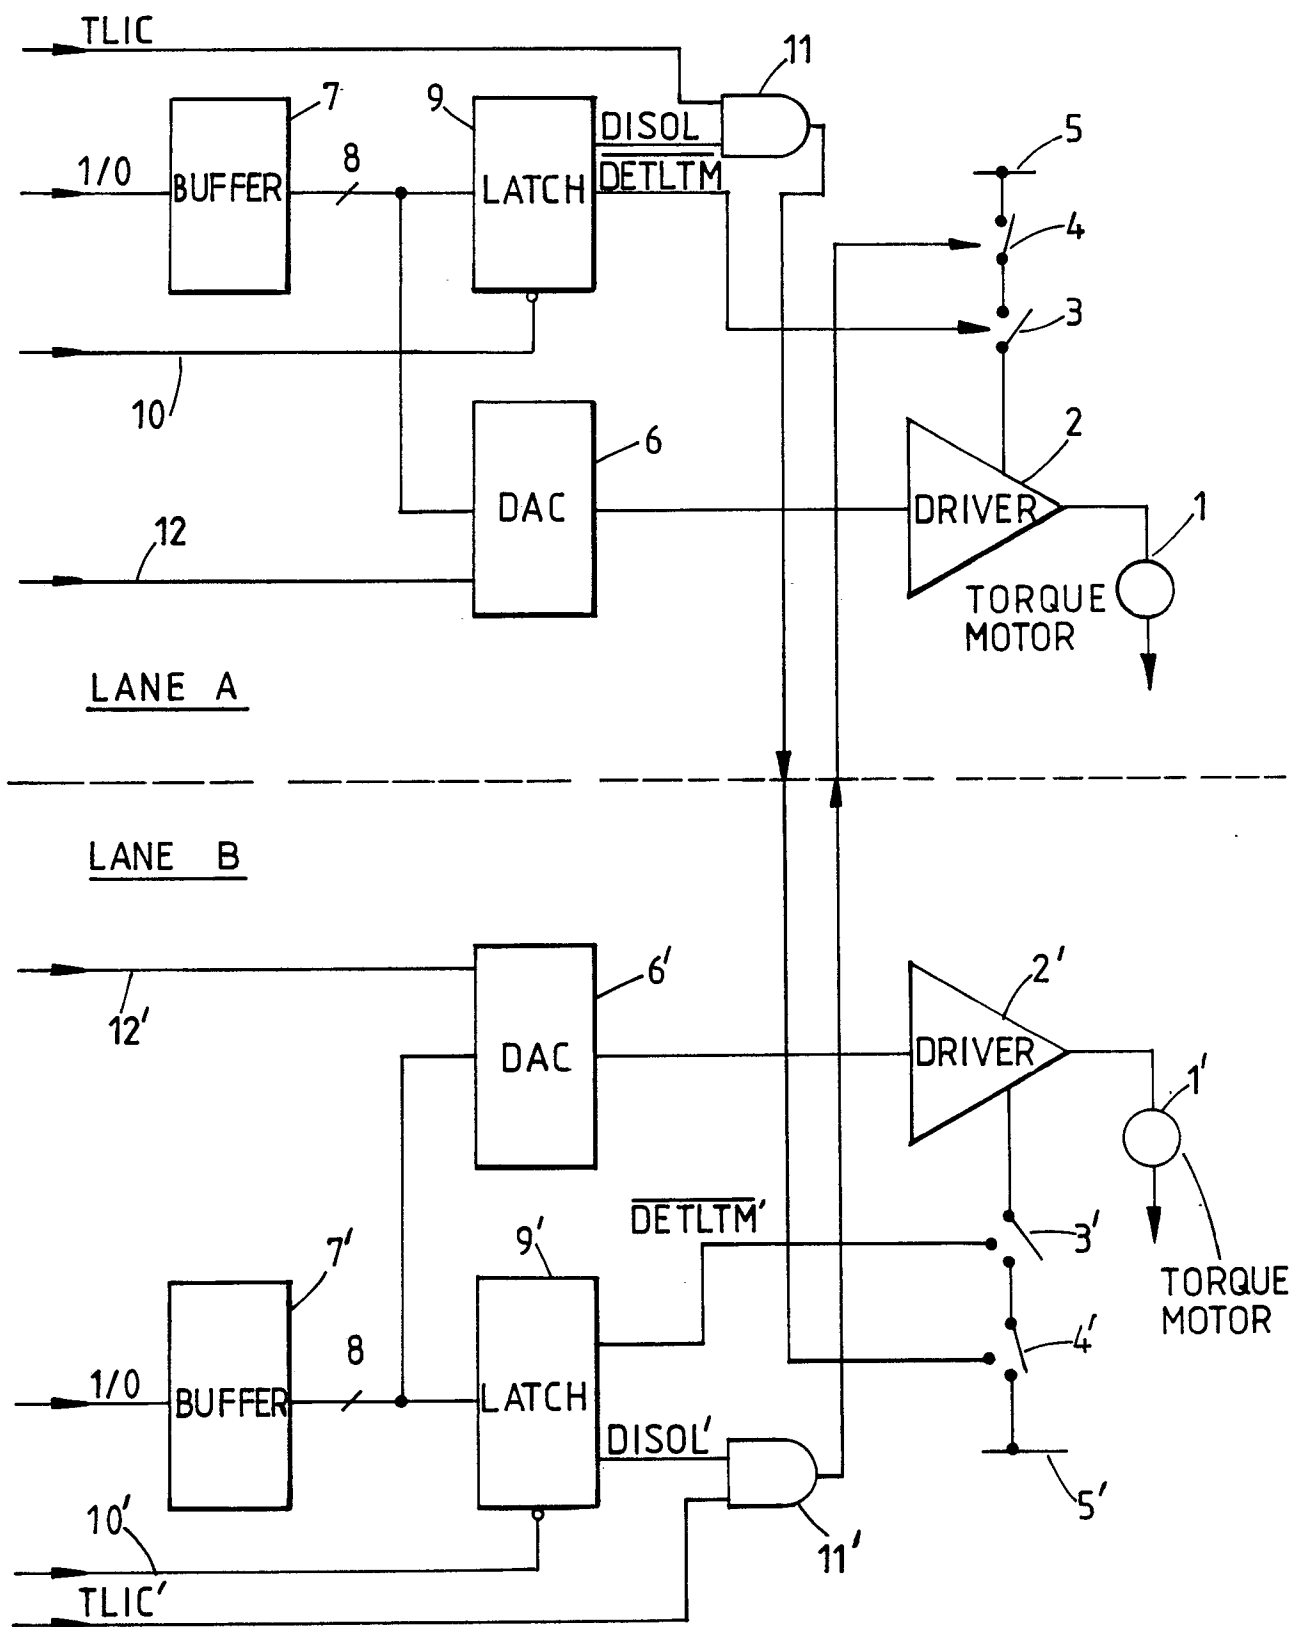 TLIC
11
7
9
DISOL
5
8
1/0
BUFFER
LATCH
DETLTM
4
3
10
6
2
DAC
DRIVER
1
12
TORQUE
MOTOR
LANE A
LANE B
6'
2'
12'
DAC
DRIVER
1'
DETLTM'
3'
7'
9'
TORQUE
MOTOR
8
4'
1/0
BUFFER
LATCH
DISOL'
10'
5'
11'
TLIC'